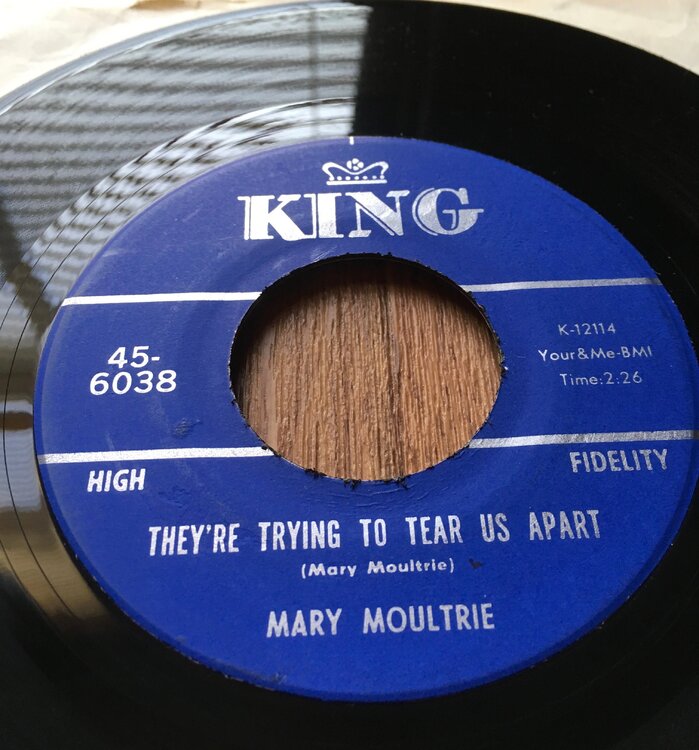 KING
45-
6038
K-12114
Your&Me-BMI
Time:2:26
HIGH
FIDELITY
THEY'RE TRYING TO TEAR US APART
(Mary Moultrie)
MARY MOULTRIE